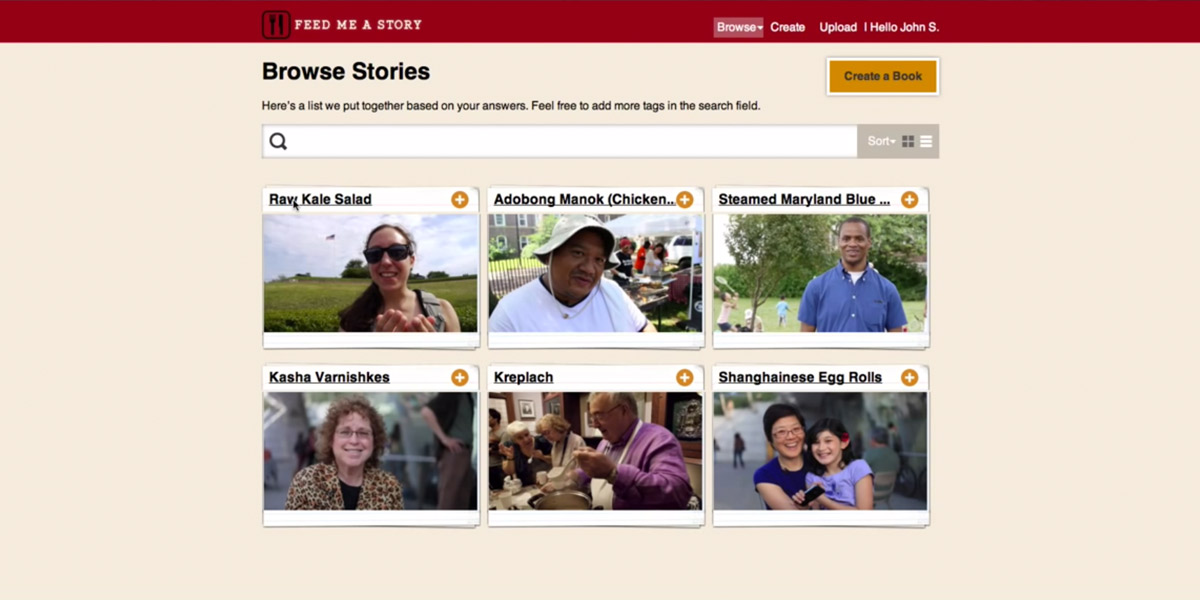 FEED ME A STORY
Browse Create Upload | Hello John S.
Browse Stories
Create a Book
Here's a list we put together based on your answers. Feel free to add more tags in the search field.
Sort
Raw Kale Salad
Adobong Manok (Chicken...
Steamed Maryland Blue ...
Kasha Varnishkes
Kreplach
Shanghainese Egg Rolls